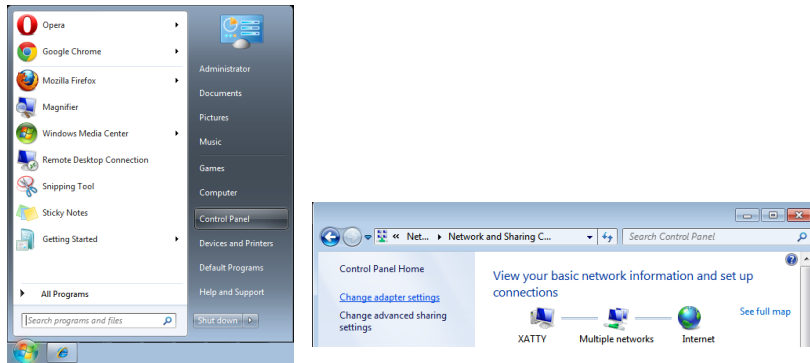 Opera
Google Chrome
Mozilla Firefox
Magnifier
Windows Media Center
Remote Desktop Connection
Snipping Tool
Sticky Notes
Getting Started
All Programs
Search programs and files
Administrator
Documents
Pictures
Music
Games
Computer
Control Panel
Devices and Printers
Default Programs
Help and Support
Shut down
« Net... Network and Sharing C...
Search Control Panel
Control Panel Home
Change adapter settings
Change advanced sharing
settings
View your basic network information and set up
connections
See full map
XATTY Multiple networks Internet